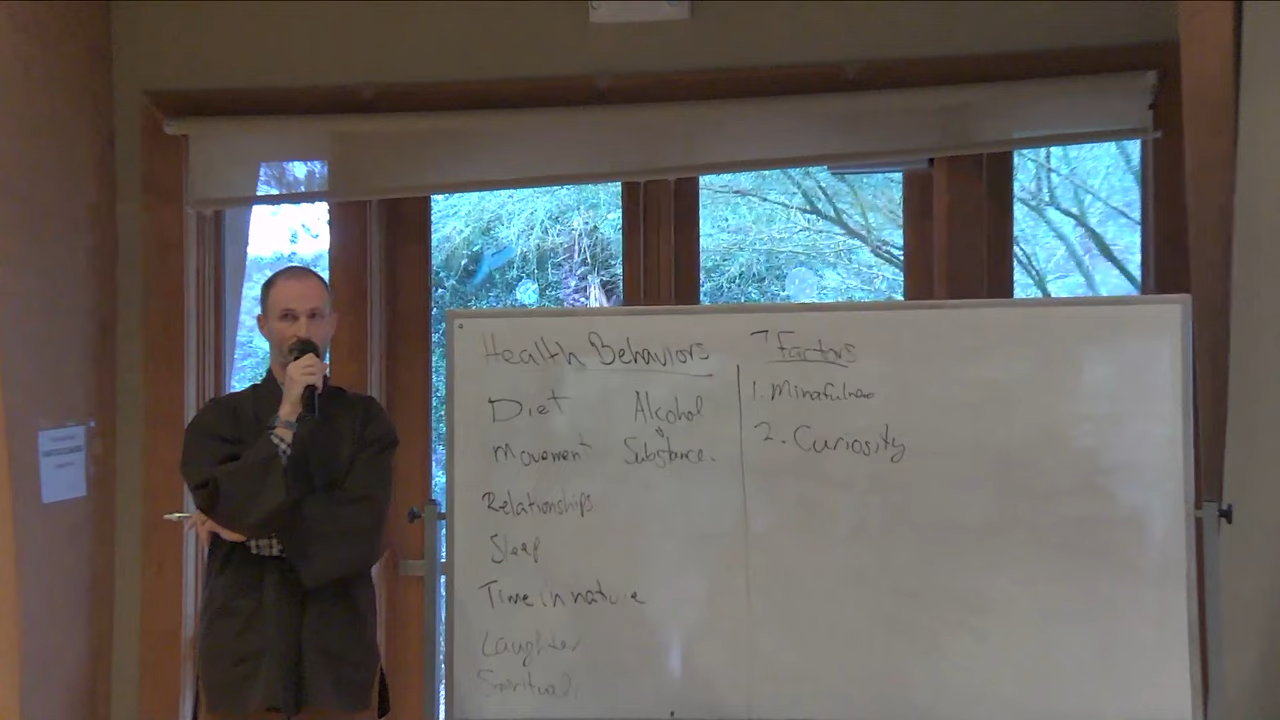 Health Behaviors
Diet
Alcohol
Movement
Substance.
Relationships
Sleep
Time in nature
Laughter
Spiritual
7 Factors
1. Mindfulness
2. Curiosity